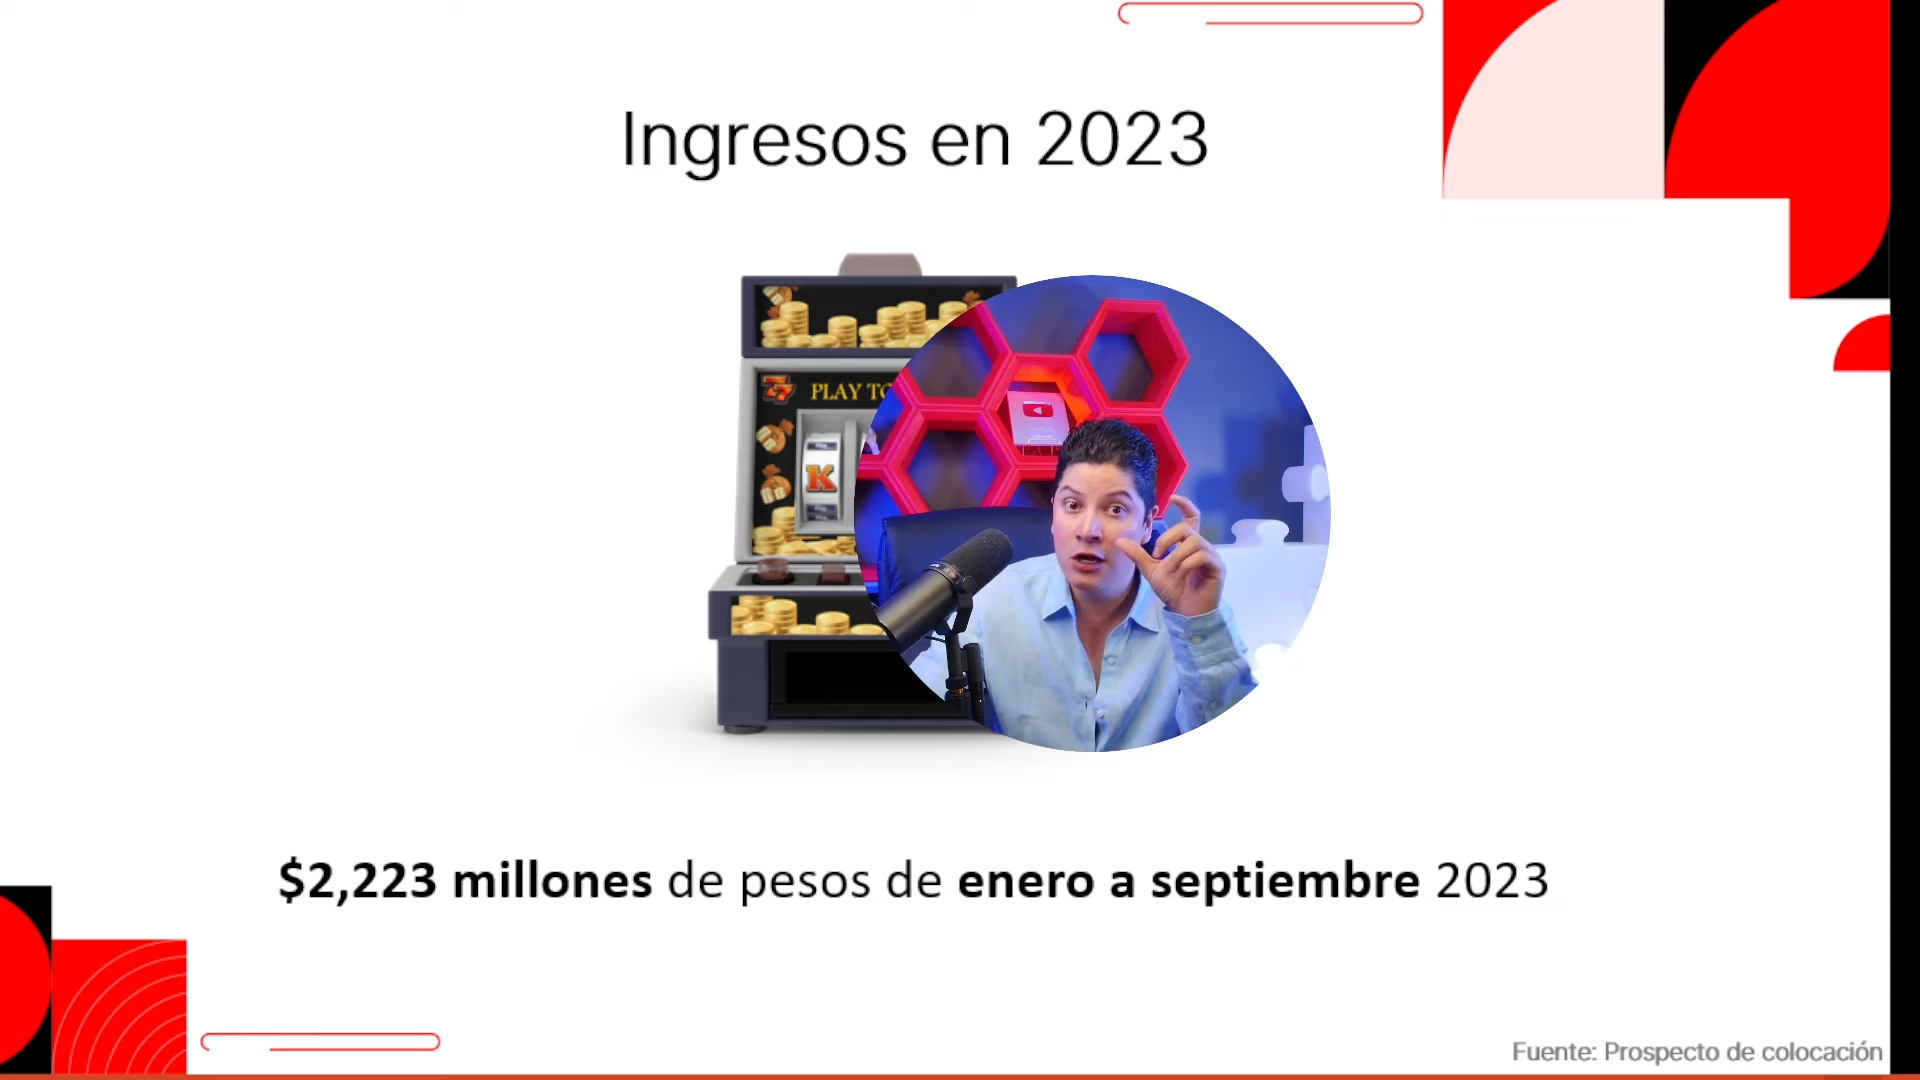 Ingresos en 2023
PLAY TO
K
$2,223 millones de pesos de enero a septiembre 2023
Fuente: Prospecto de colocación